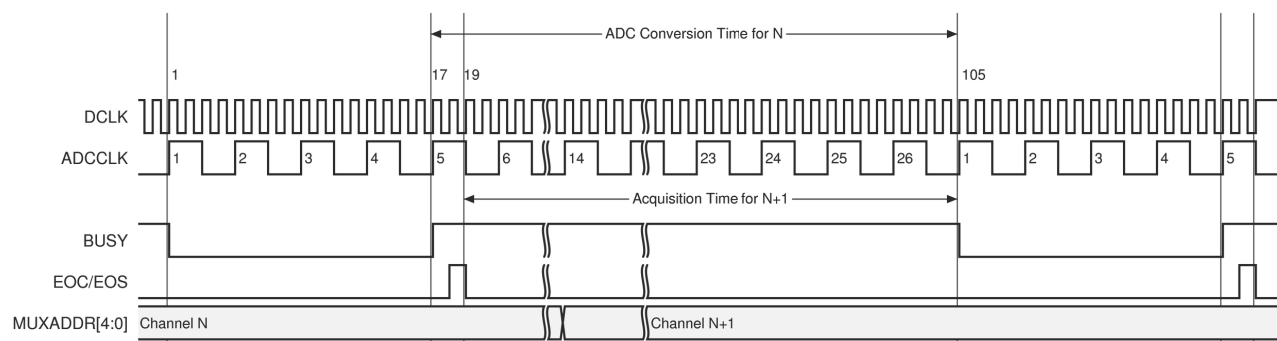 ADC Conversion Time for N
1 17 19 105
DCLK
ADCCLK 1 2 3 4 5 6 14 23 24 25 26 1 2 3 4 5
Acquisition Time for N+1
BUSY
EOC/EOS
MUXADDR[4:0] Channel N Channel N+1